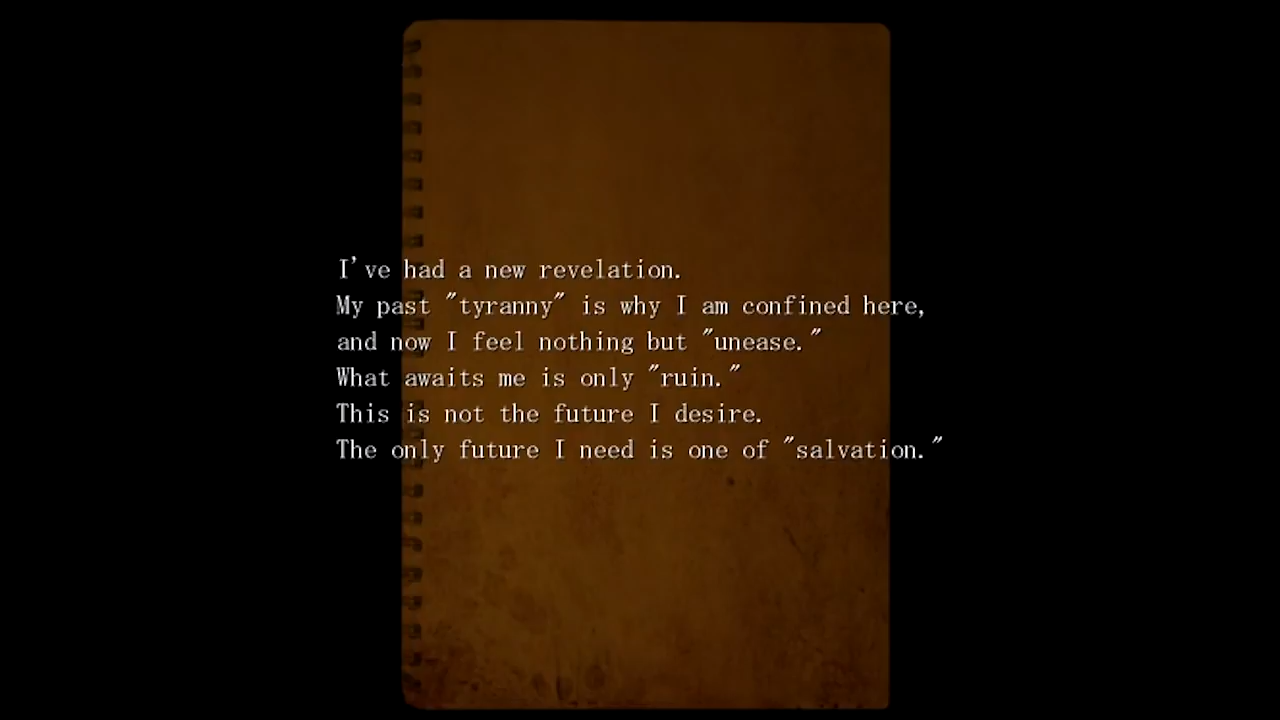 I've had a new revelation.
My past "tyranny" is why I am confined here,
and now I feel nothing but "unease."
What awaits me is only "ruin."
This is not the future I desire.
The only future I need is one of "salvation."